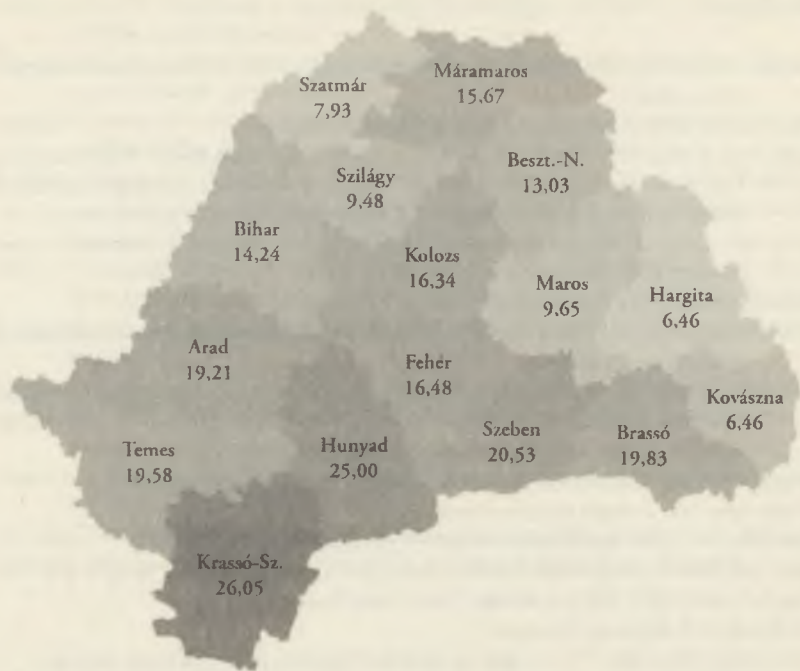 Szatmár
7,93
Máramaros
15,67
Beszt.-N.
13,03
Szilágy
9,48
Bihar
14,24
Kolozs
16,34
Maros
9,65
Hargita
6,46
Arad
19,21
Fehér
16,48
Kovászna
6,46
Temes
19,58
Hunyad
25,00
Szeben
20,53
Brassó
19,83
Krassó-Sz.
26,05